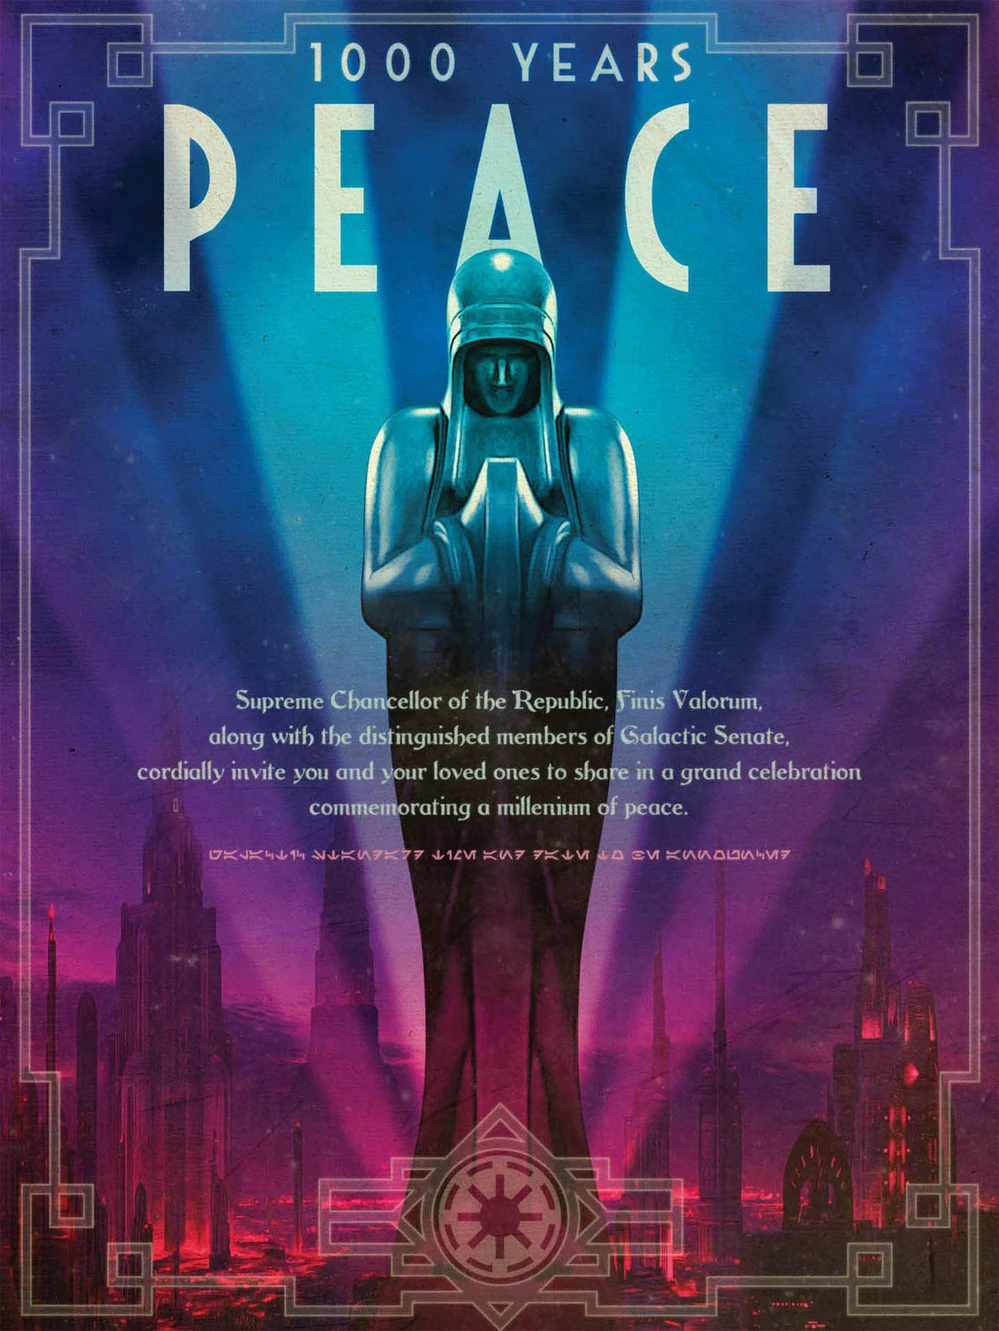 1000 YEARS
PEACE
Supreme Chancellor of the Republic, Finis Valorum,
along with the distinguished members of Galactic Senate,
cordially invite you and your loved ones to share in a grand celebration
commemorating a millenium of peace.